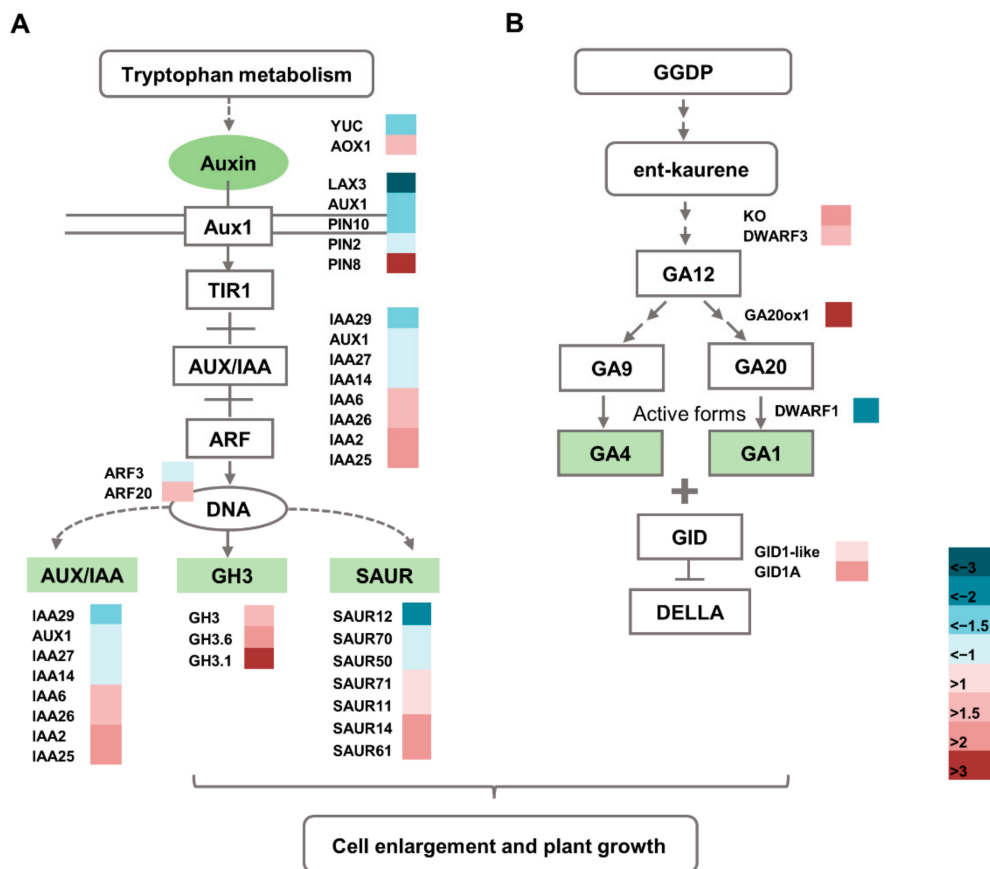 A
Tryptophan metabolism
Auxin
YUC
AOX1
LAX3
AUX1
PIN10
PIN2
PIN8
Aux1
TIR1
AUX/IAA
ARF
IAA29
AUX1
IAA27
IAA14
IAA6
IAA26
IAA2
IAA25
ARF3
ARF20
DNA
AUX/IAA
GH3
SAUR
IAA29
AUX1
IAA27
IAA14
IAA6
IAA26
IAA2
IAA25
GH3
GH3.6
GH3.1
SAUR12
SAUR70
SAUR50
SAUR71
SAUR11
SAUR14
SAUR61
B
GGDP
ent-kaurene
KO
DWARF3
GA12
GA20ox1
GA9
GA20
Active forms
DWARF1
GA4
GA1
GID
GID1-like
GID1A
DELLA
<−3
<−2
<−1.5
<−1
>1
>1.5
>2
>3
Cell enlargement and plant growth